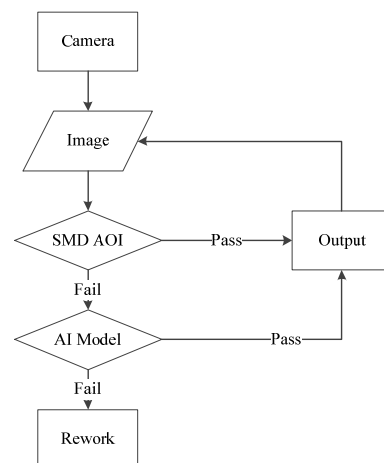 Camera
Image
SMD AOI
Pass
Output
Fail
AI Model
Pass
Fail
Rework